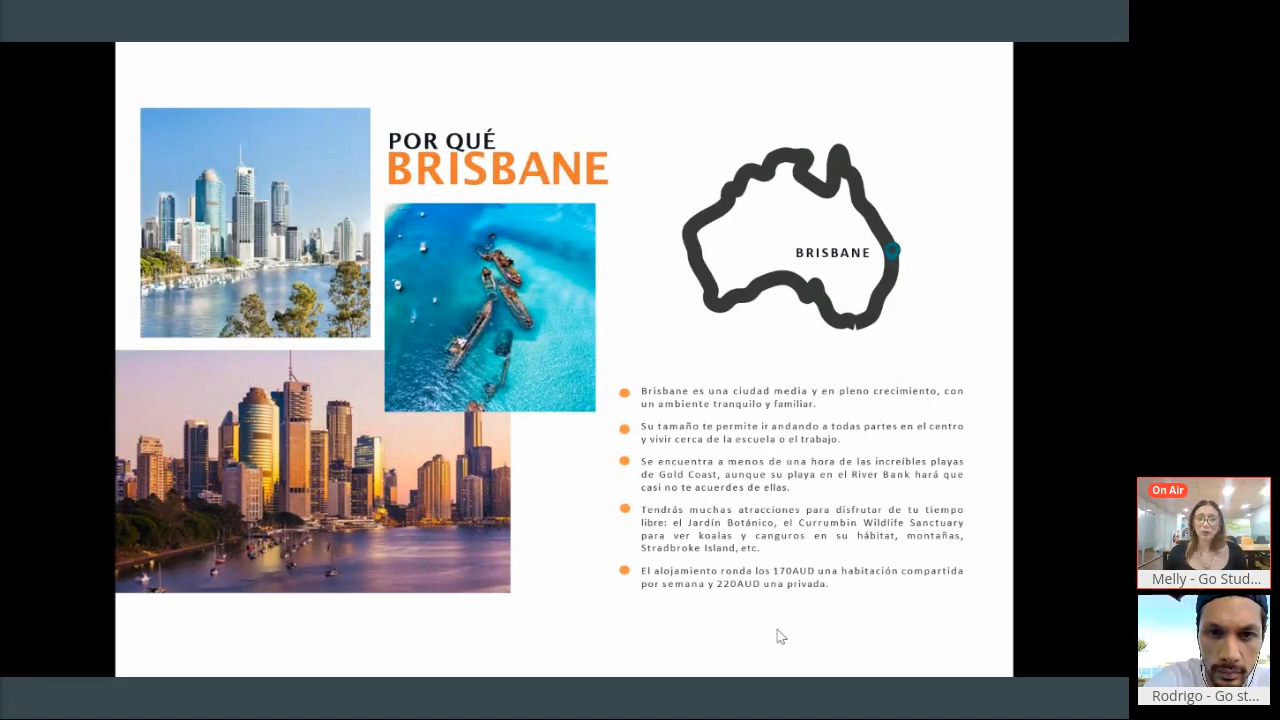 POR QUÉ
BRISBANE
BRISBANE
Brisbane es una ciudad media y en pleno crecimiento, con
un ambiente tranquilo y familiar.
Su tamaño te permite ir andando a todas partes en el centro
y vivir cerca de la escuela o el trabajo.
Se encuentra a menos de una hora de las increíbles playas
de Gold Coast, aunque su playa en el River Bank hará que
casi no te acuerdes de ellas.
Tendrás muchas atracciones para disfrutar de tu tiempo
libre: el Jardín Botánico, el Currumbin Wildlife Sanctuary
para ver koalas y canguros en su hábitat, montañas,
Stradbroke Island, etc.
El alojamiento ronda los 170AUD una habitación compartida
por semana y 220AUD una privada.
On Air
Melly - Go Stud...
Rodrigo - Go st...